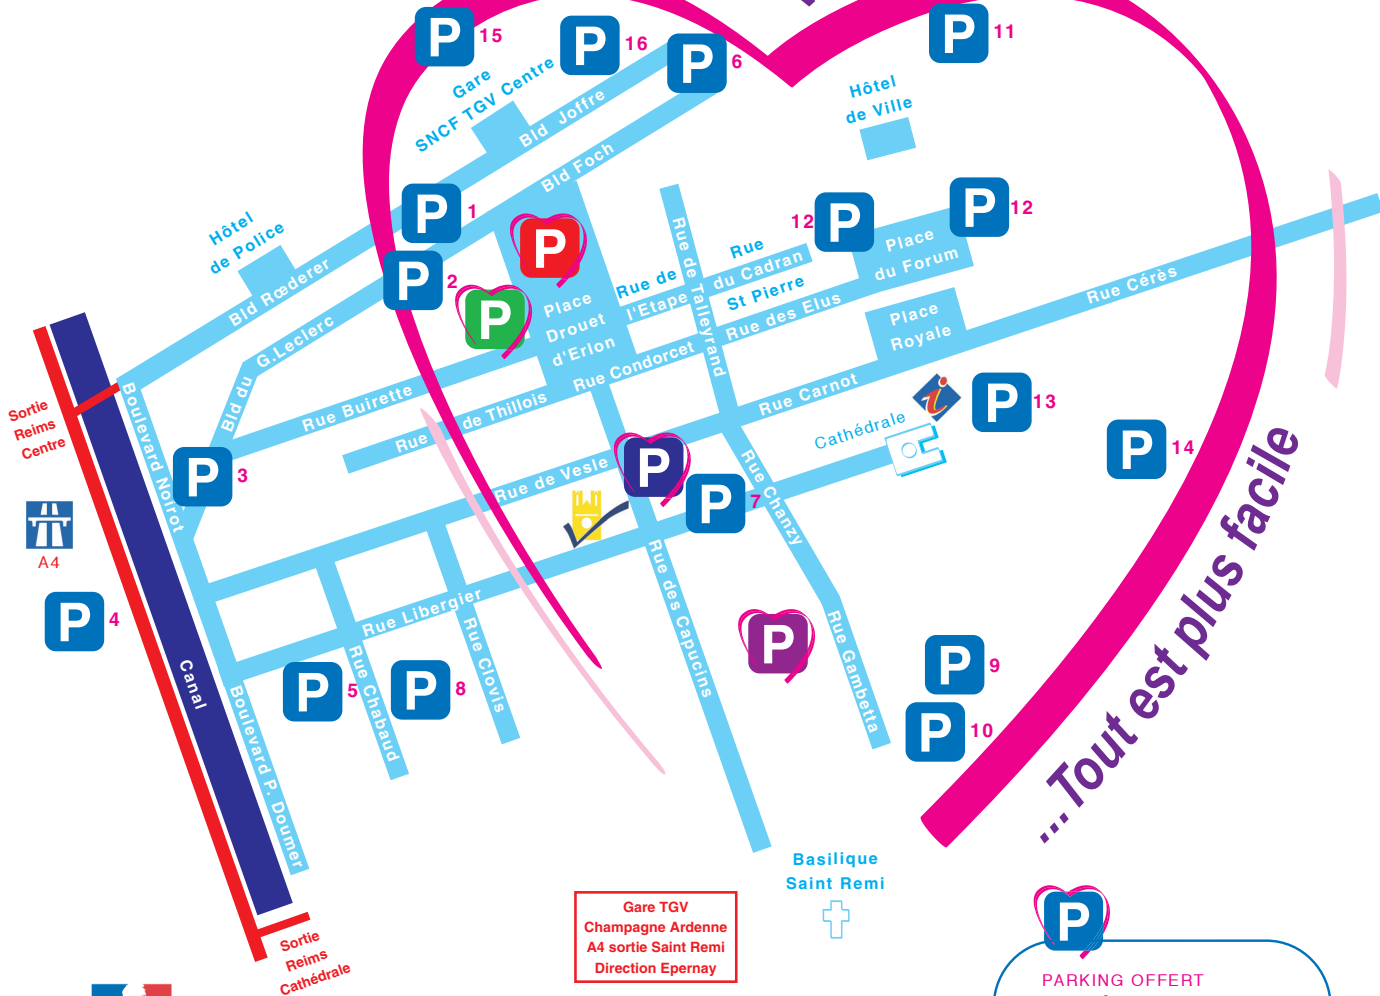 P 15
P 16
P 6
P 11
Gare
SNCF TGV Centre
Bld Joffre
Hôtel
de Ville
Bld Foch
P 1
P
12 P
P 12
Hôtel
de Police
Bld Rœderer
P 2
P
Place
Drouet
d'Erlon
Rue de Talleyrand
Rue de
l'Etape
Rue
du Cadran
St Pierre
Place
du Forum
Rue des Elus
Rue Cérès
Place
Royale
Bld du G.Leclerc
Rue Condorcet
Rue Buirette
Rue de Thillois
Rue Carnot
i
P 13
Cathédrale
P 14
Sortie
Reims
Centre
Boulevard Noirot
P 3
Rue de Vesle
P
P 7
Rue Chanzy
A4
P 4
Canal
Rue Libergier
Rue Clovis
Rue des Capucins
P
Rue Gambetta
P 9
P 10
P 5
Rue Chabaud
P 8
Boulevard P. Doumer
...Tout est plus facile
Basilique
Saint Remi
Sortie
Reims
Cathédrale
Gare TGV
Champagne Ardenne
A4 sortie Saint Remi
Direction Epernay
P
PARKING OFFERT